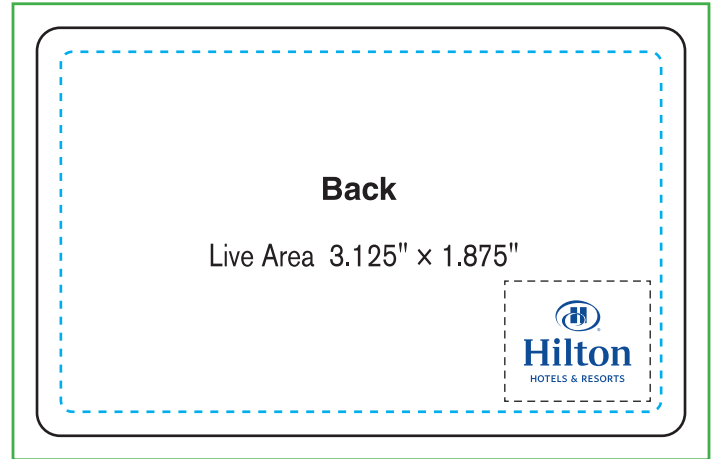 Back
Live Area 3.125" × 1.875"
H
Hilton
HOTELS & RESORTS